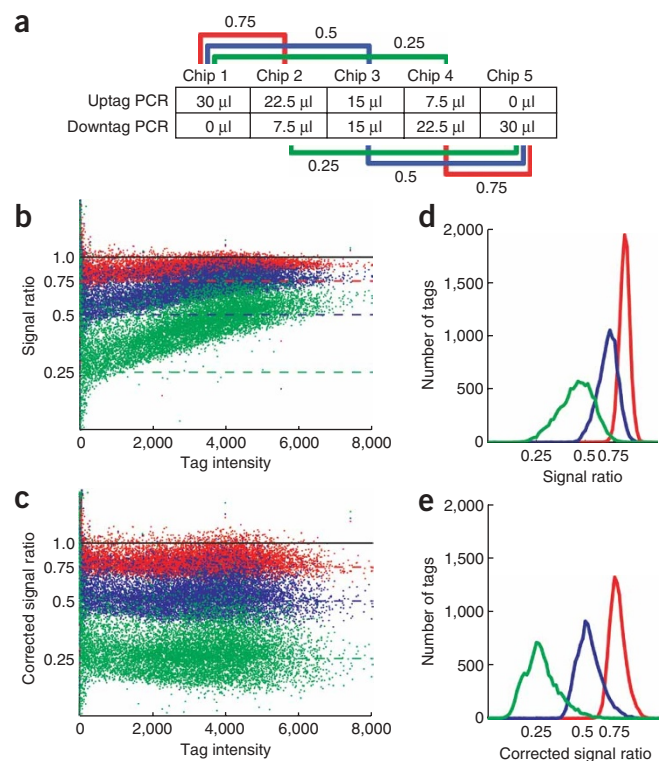 a
0.75
0.5
0.25
Chip 1 Chip 2 Chip 3 Chip 4 Chip 5
Uptag PCR 30 µl 22.5 µl 15 µl 7.5 µl 0 µl
Downtag PCR 0 µl 7.5 µl 15 µl 22.5 µl 30 µl
0.25
0.5
0.75
b
Signal ratio
1.0
0.75
0.5
0.25
0 2,000 4,000 6,000 8,000
Tag intensity
c
Corrected signal ratio
1.0
0.75
0.5
0.25
0 2,000 4,000 6,000 8,000
Tag intensity
d
Number of tags
2,000
1,500
1,000
500
0
0.25 0.5 0.75
Signal ratio
e
Number of tags
2,000
1,500
1,000
500
0
0.25 0.5 0.75
Corrected signal ratio